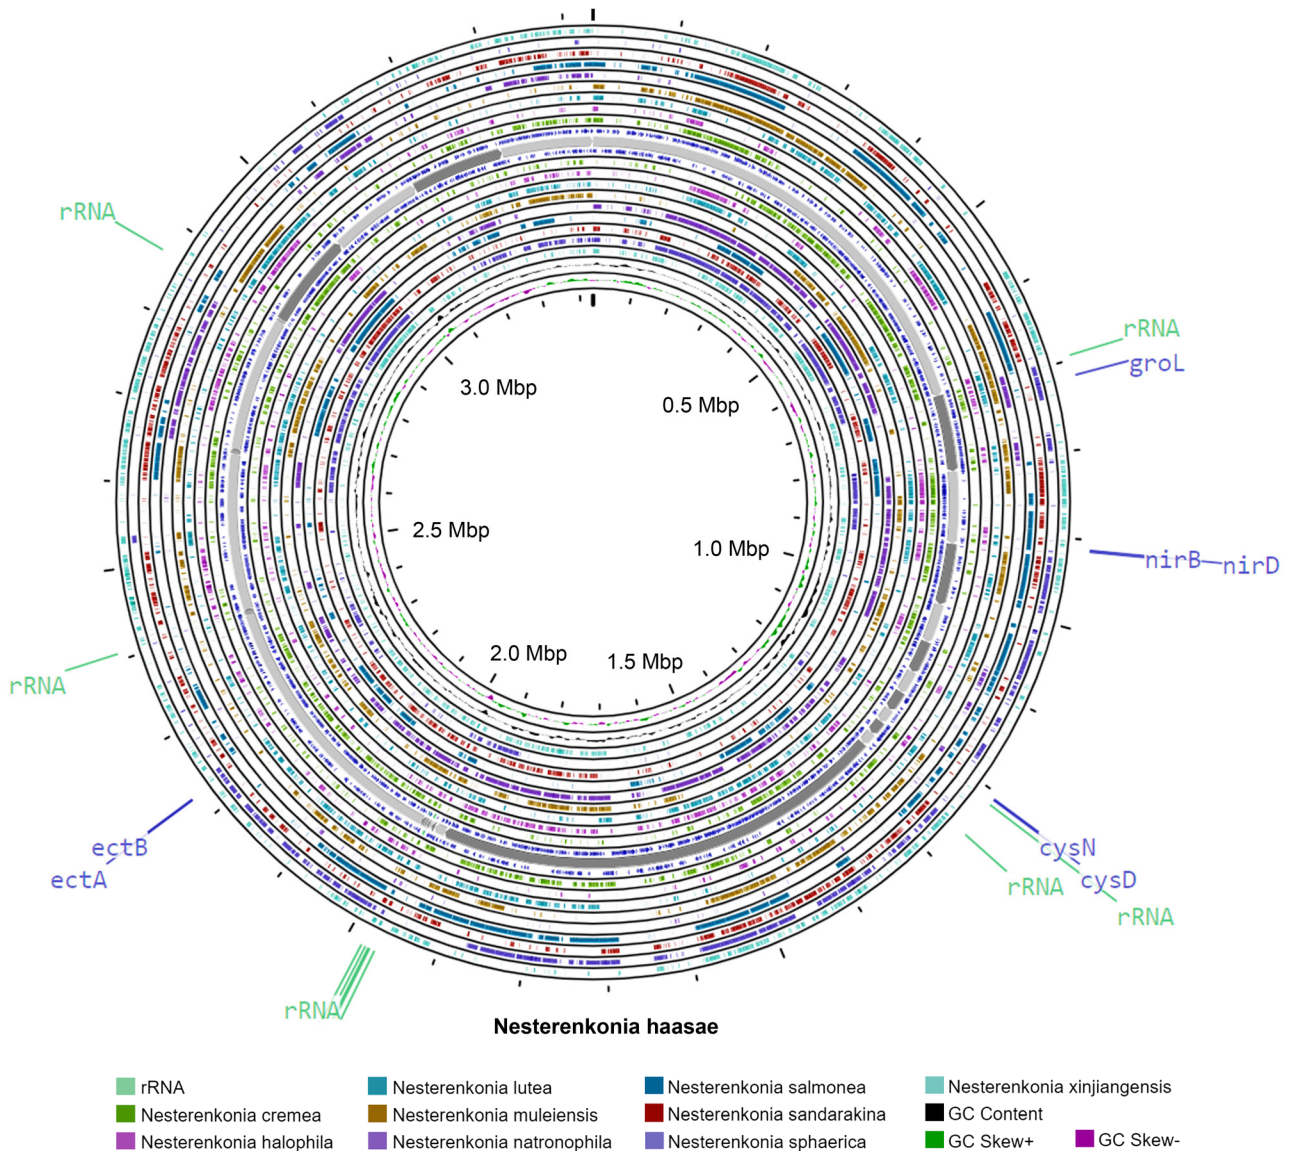 rRNA
rRNA
groL
3.0 Mbp
0.5 Mbp
2.5 Mbp
1.0 Mbp
nirB nirD
2.0 Mbp
1.5 Mbp
rRNA
ectB
ectA
cysN
cysD
rRNA
rRNA
rRNA
Nesterenkonia haasae
rRNA
Nesterenkonia cremea
Nesterenkonia halophila
Nesterenkonia lutea
Nesterenkonia muleiensis
Nesterenkonia natronophila
Nesterenkonia salmonea
Nesterenkonia sandarakina
Nesterenkonia sphaerica
Nesterenkonia xinjiangensis
GC Content
GC Skew+
GC Skew-